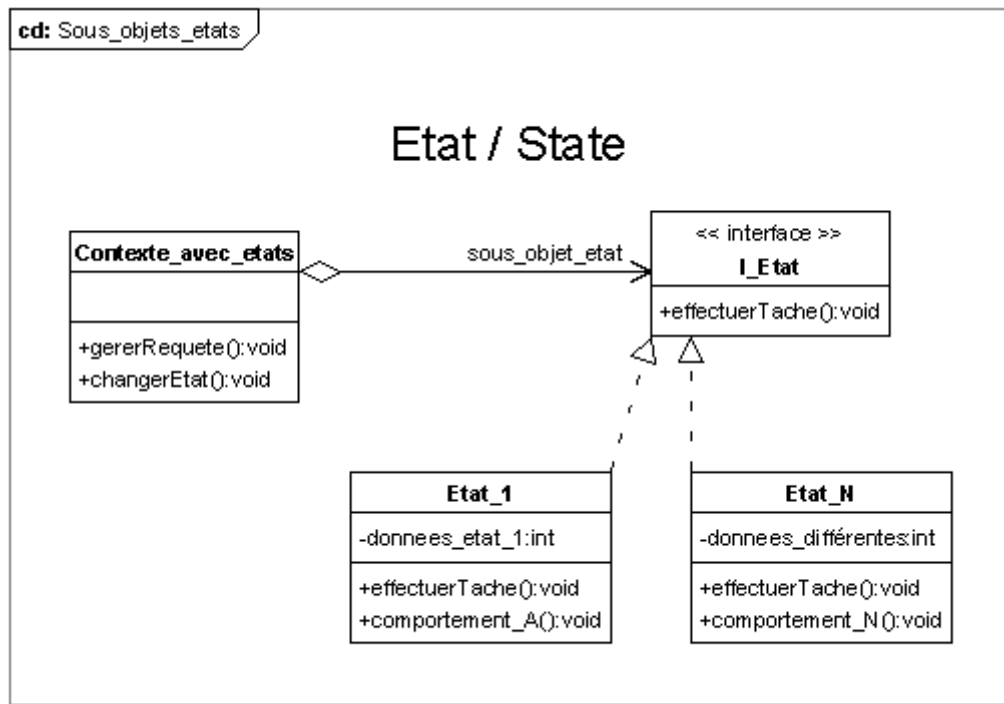 cd: Sous_objets_etats
Etat / State
Contexte_avec_etats
+gererRequete():void
+changerEtat():void
sous_objet_etat
<< interface >>
I_Etat
+effectuerTache():void
Etat_1
-donnees_etat_1:int
+effectuerTache():void
+comportement_A():void
Etat_N
-donnees_différentes:int
+effectuerTache():void
+comportement_N():void